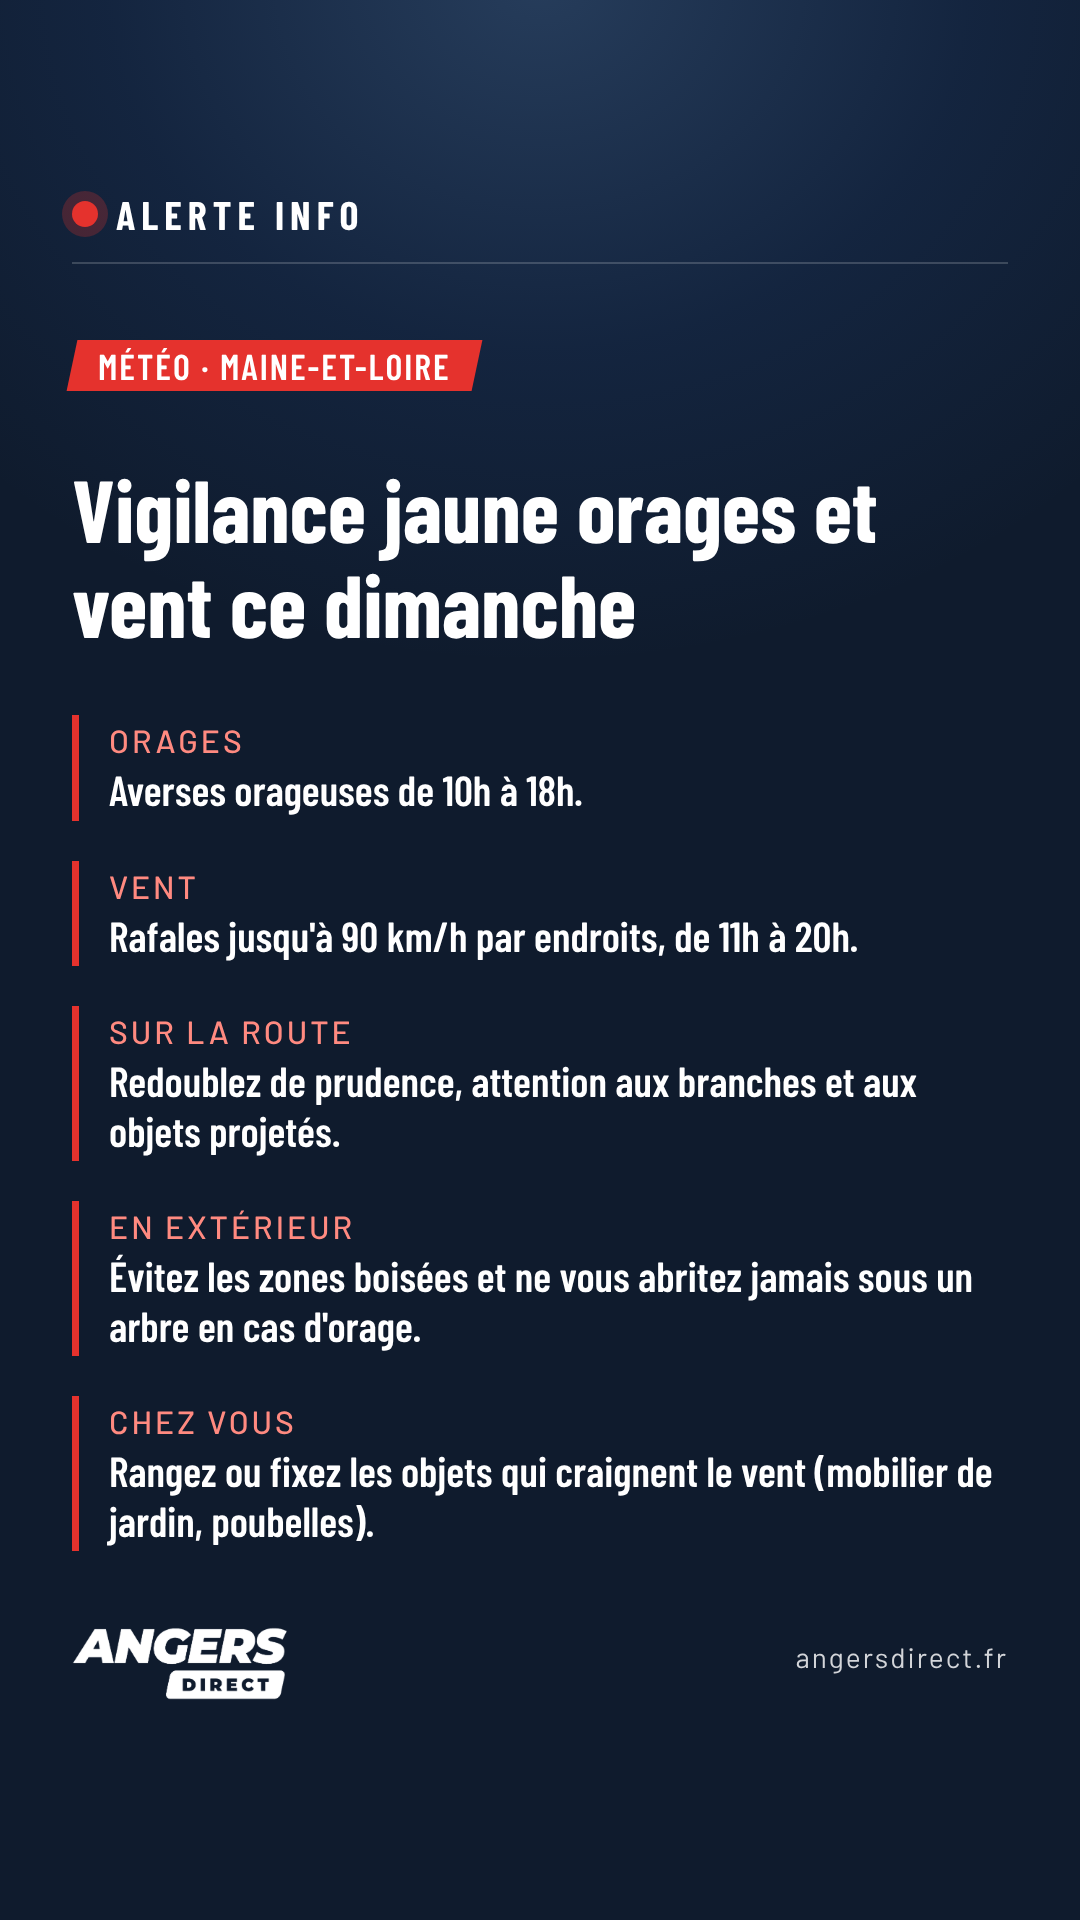 ALERTE INFO
MÉTÉO · MAINE-ET-LOIRE
Vigilance jaune orages et
vent ce dimanche
ORAGES
Averses orageuses de 10h à 18h.
VENT
Rafales jusqu'à 90 km/h par endroits, de 11h à 20h.
SUR LA ROUTE
Redoublez de prudence, attention aux branches et aux
objets projetés.
EN EXTÉRIEUR
Évitez les zones boisées et ne vous abritez jamais sous un
arbre en cas d'orage.
CHEZ VOUS
Rangez ou fixez les objets qui craignent le vent (mobilier de
jardin, poubelles).
ANGERS
DIRECT
angersdirect.fr